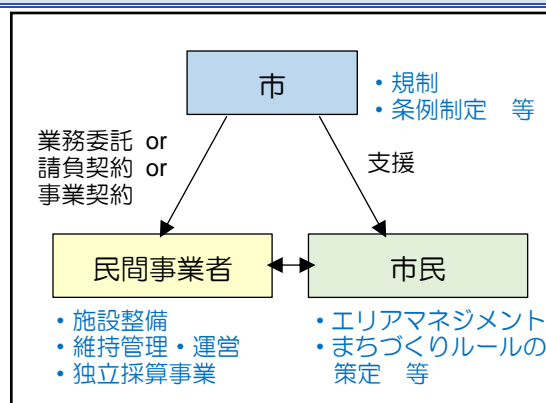 市
・規制
・条例制定　等
業務委託 or
請負契約 or
事業契約
支援
民間事業者
市民
・施設整備
・維持管理・運営
・独立採算事業
・エリアマネジメント
・まちづくりルールの
策定　等